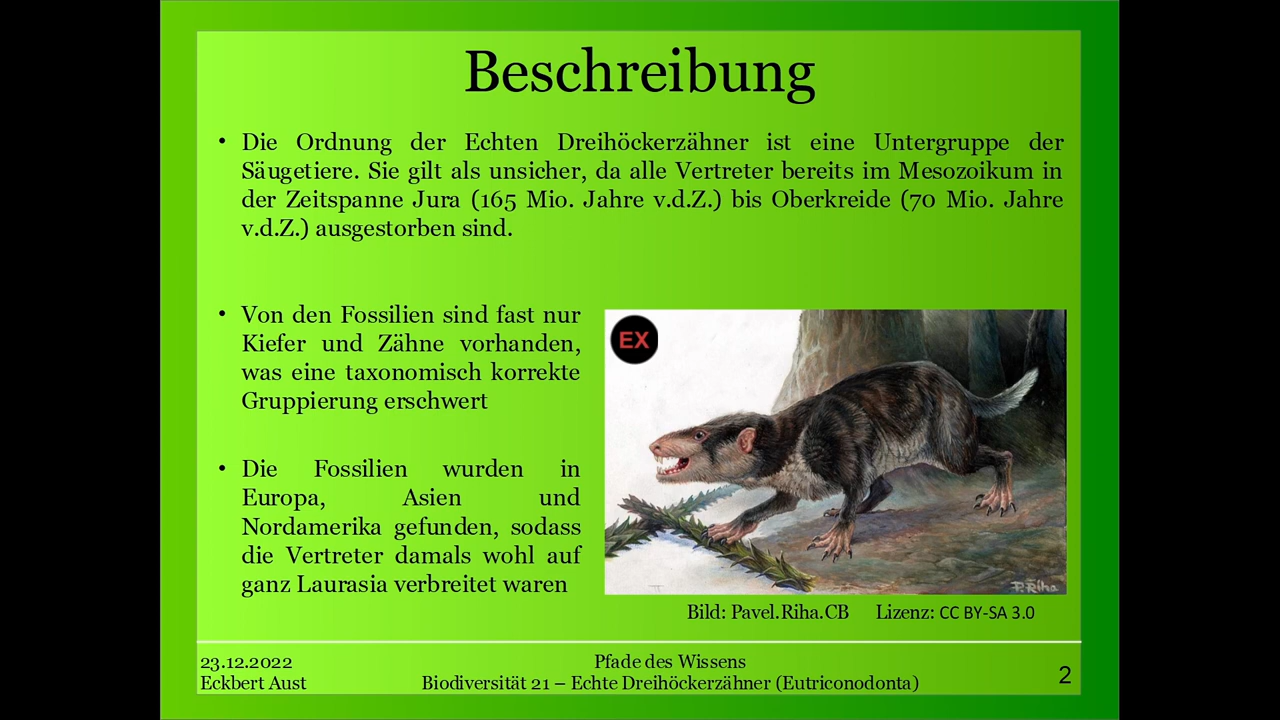 Beschreibung
• Die Ordnung der Echten Dreihöckerzähner ist eine Untergruppe der
Säugetiere. Sie gilt als unsicher, da alle Vertreter bereits im Mesozoikum in
der Zeitspanne Jura (165 Mio. Jahre v.d.Z.) bis Oberkreide (70 Mio. Jahre
v.d.Z.) ausgestorben sind.
• Von den Fossilien sind fast nur
Kiefer und Zähne vorhanden,
was eine taxonomisch korrekte
Gruppierung erschwert
• Die Fossilien wurden in
Europa, Asien und
Nordamerika gefunden, sodass
die Vertreter damals wohl auf
ganz Laurasia verbreitet waren
EX
P. Řiha
Bild: Pavel.Riha.CB Lizenz: CC BY-SA 3.0
23.12.2022
Eckbert Aust
Pfade des Wissens
Biodiversität 21 – Echte Dreihöckerzähner (Eutriconodonta)
2